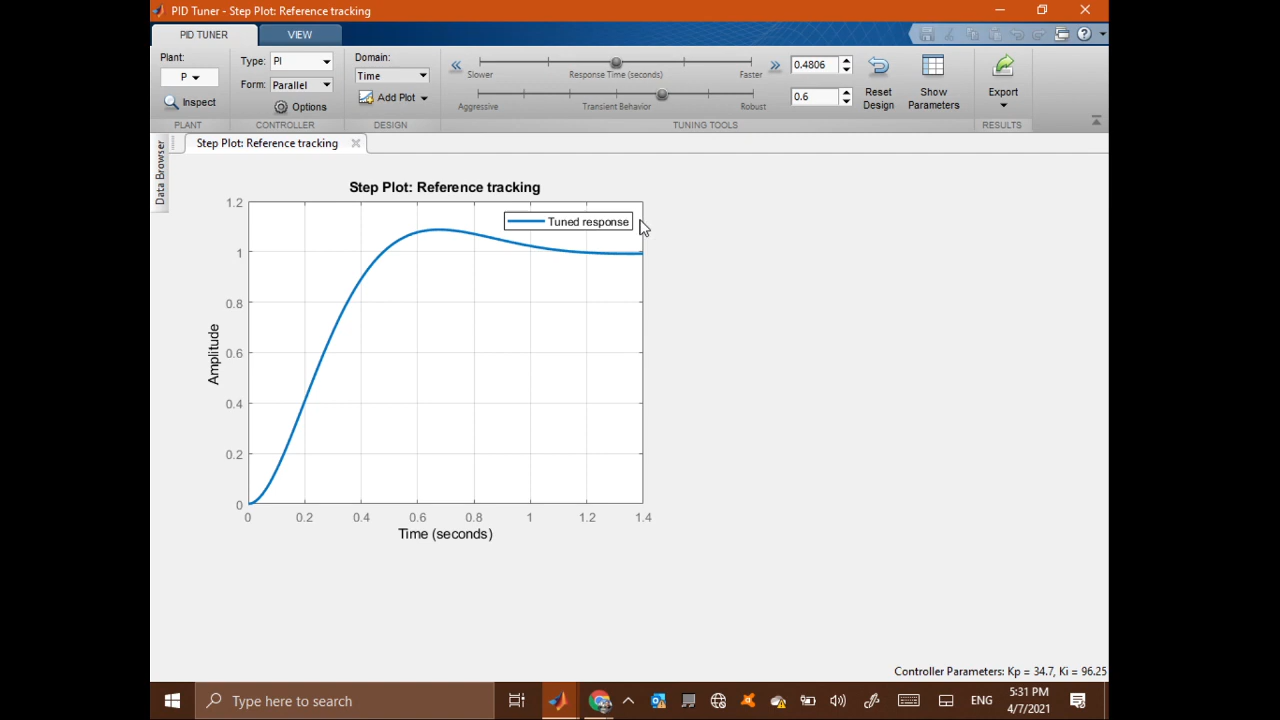 PID Tuner - Step Plot: Reference tracking
PID TUNER
VIEW
Plant:
P
Inspect
PLANT
Type: PI
Form: Parallel
Options
CONTROLLER
Domain:
Time
Add Plot
DESIGN
Slower
Response Time (seconds)
Faster
0.4806
Aggressive
Transient Behavior
Robust
0.6
TUNING TOOLS
Reset
Design
Show
Parameters
Export
RESULTS
Data Browser
Step Plot: Reference tracking
Step Plot: Reference tracking
Tuned response
1.2
1
0.8
0.6
0.4
0.2
0
Amplitude
0 0.2 0.4 0.6 0.8 1 1.2 1.4
Time (seconds)
Controller Parameters: Kp = 34.7, Ki = 96.25
Type here to search
ENG
5:31 PM
4/7/2021